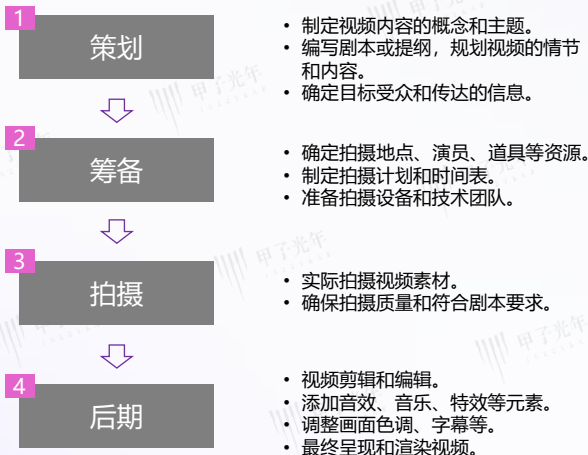 1
策划
• 制定视频内容的概念和主题。
• 编写剧本或提纲，规划视频的情节
和内容。
• 确定目标受众和传达的信息。
2
筹备
• 确定拍摄地点、演员、道具等资源。
• 制定拍摄计划和时间表。
• 准备拍摄设备和技术团队。
3
拍摄
• 实际拍摄视频素材。
• 确保拍摄质量和符合剧本要求。
4
后期
• 视频剪辑和编辑。
• 添加音效、音乐、特效等元素。
• 调整画面色调、字幕等。
• 最终呈现和渲染视频。
甲子光年